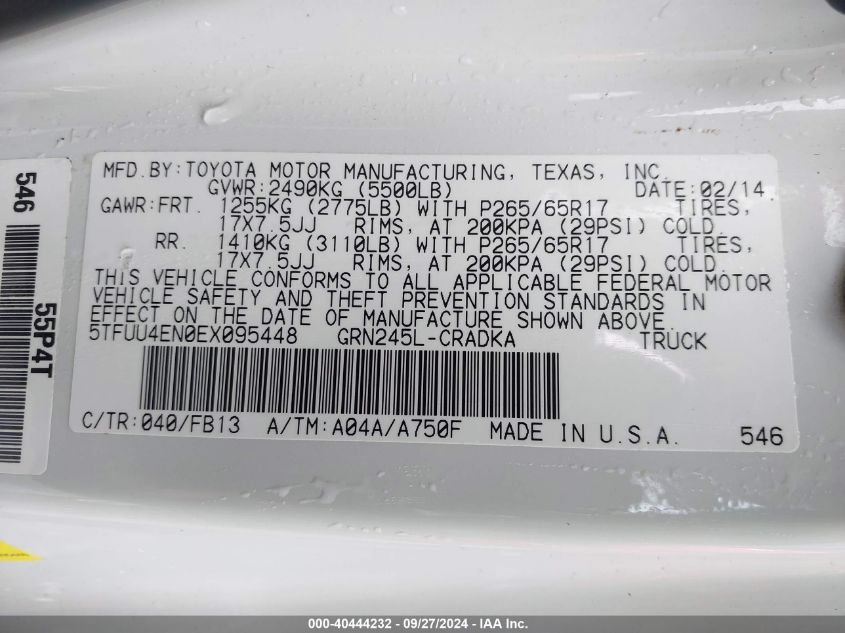 MFD.BY:TOYOTA MOTOR MANUFACTURING, TEXAS, INC.
GVWR:2490KG (5500LB) DATE:02/14
GAWR:FRT. 1255KG (2775LB) WITH P265/65R17 TIRES,
17X7.5JJ RIMS, AT 200KPA (29PSI) COLD.
RR. 1410KG (3110LB) WITH P265/65R17 TIRES,
17X7.5JJ RIMS, AT 200KPA (29PSI) COLD.
THIS VEHICLE CONFORMS TO ALL APPLICABLE FEDERAL MOTOR
VEHICLE SAFETY AND THEFT PREVENTION STANDARDS IN
EFFECT ON THE DATE OF MANUFACTURE SHOWN ABOVE.
5TFUU4EN0EX095448 GRN245L-CRADKA TRUCK
C/TR:040/FB13 A/TM:A04A/A750F MADE IN U.S.A. 546
546
55P4T
000-40444232 - 09/27/2024 - IAA Inc.